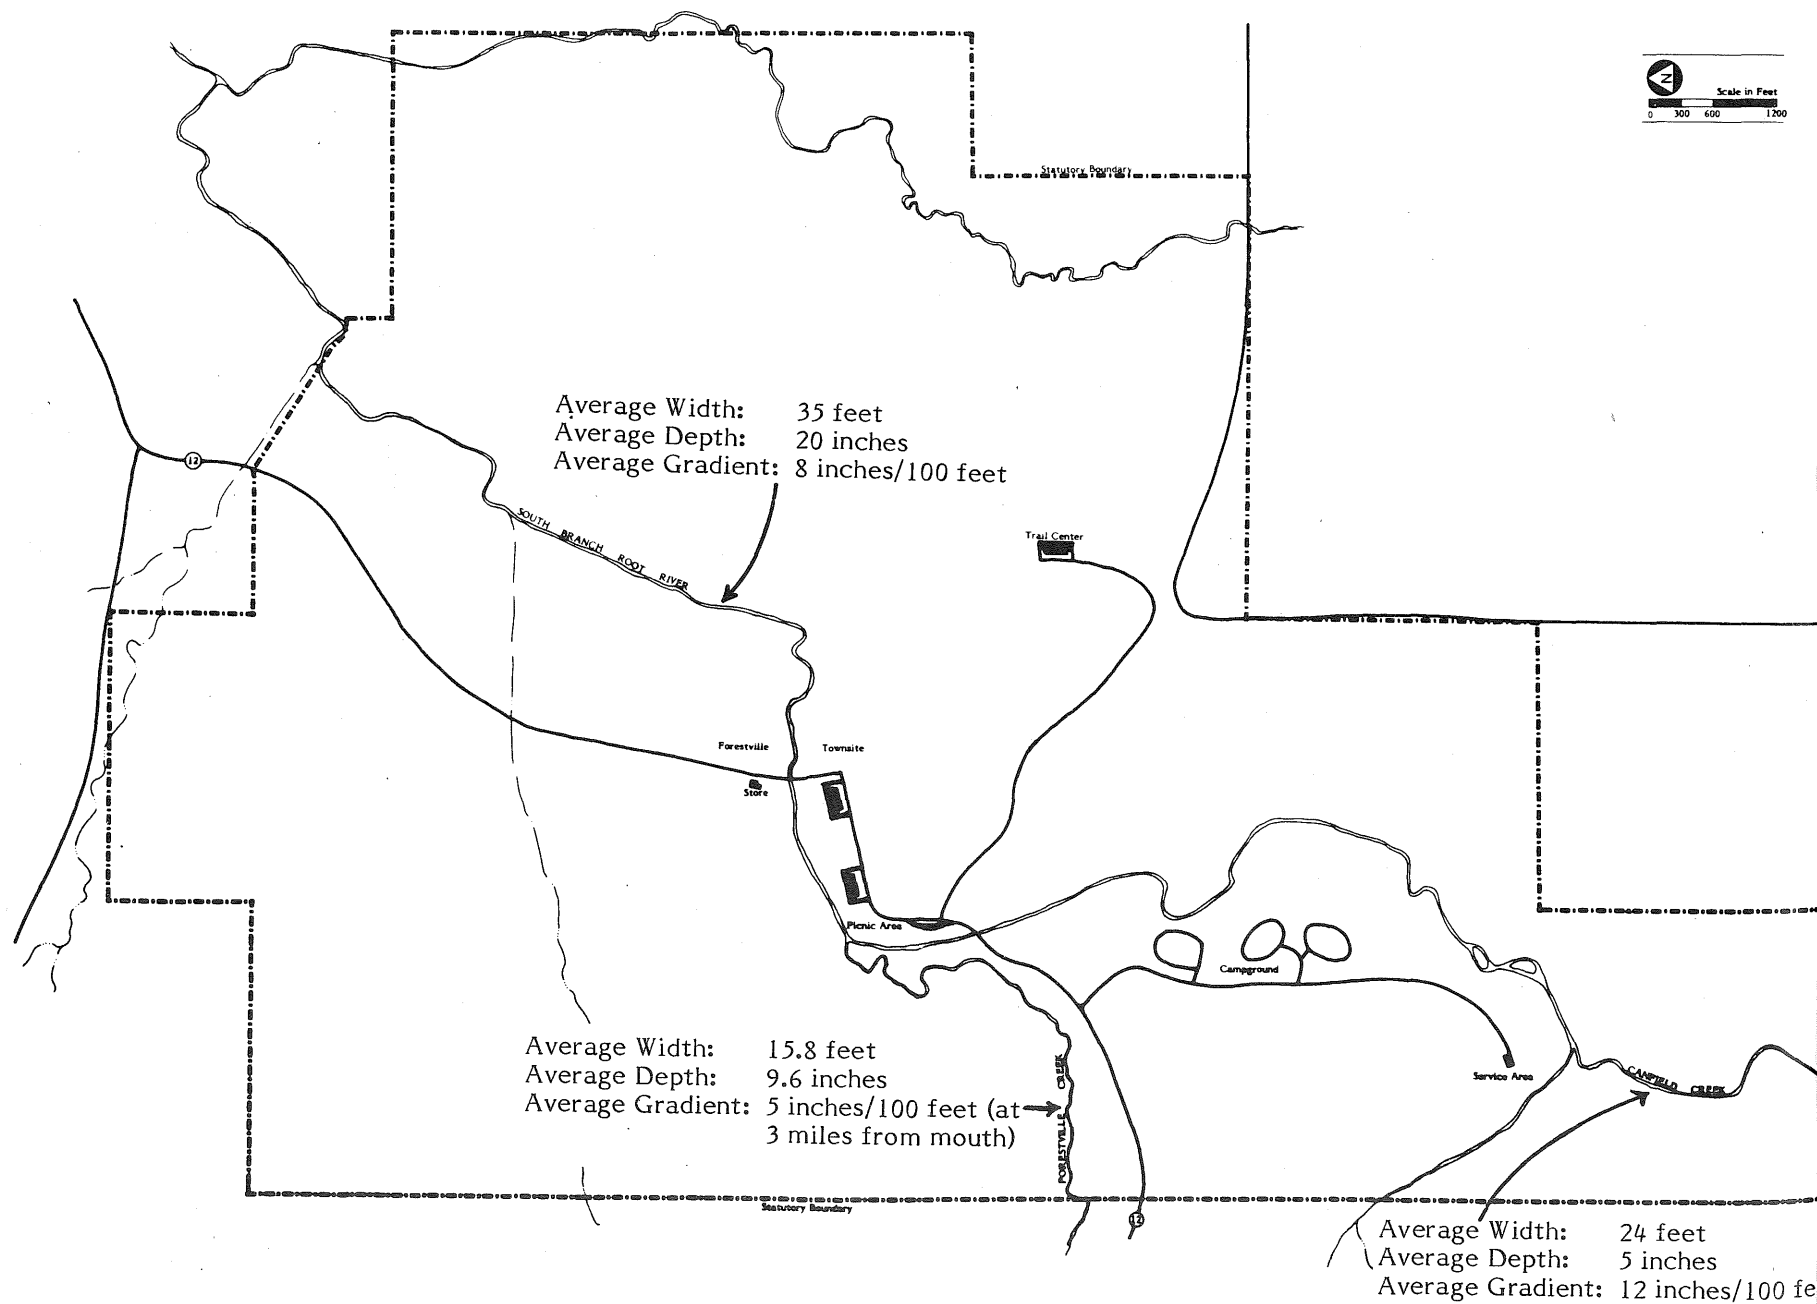 N
Scale in Feet
0 300 600 1200
Statutory Boundary
Average Width: 35 feet
Average Depth: 20 inches
Average Gradient: 8 inches/100 feet
12
SOUTH BRANCH ROOT RIVER
Trail Center
Forestville Townsite
Store
Picnic Area
Campground
Average Width: 15.8 feet
Average Depth: 9.6 inches
Average Gradient: 5 inches/100 feet (at
3 miles from mouth)
FORESTVILLE CREEK
Service Area
CANFIELD CREEK
Statutory Boundary
12
Average Width: 24 feet
Average Depth: 5 inches
Average Gradient: 12 inches/100 fe